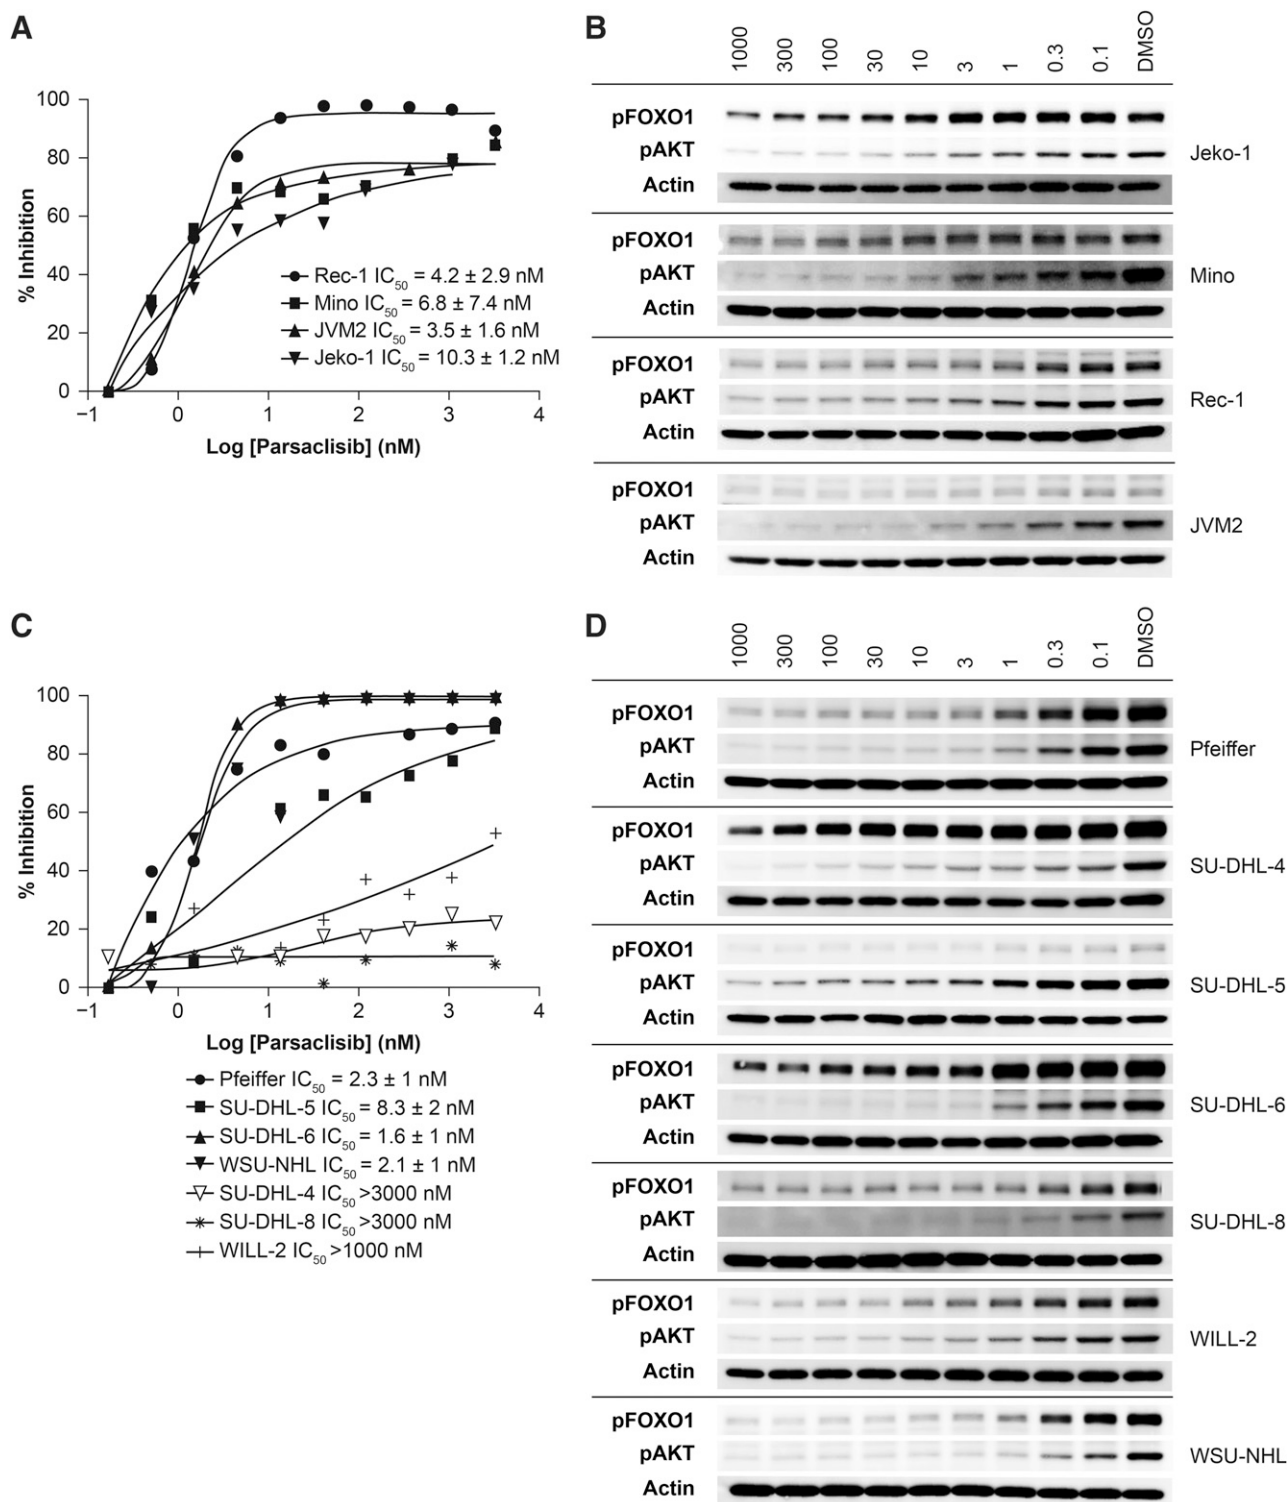 A
100
80
60
40
20
0
% Inhibition
Rec-1 IC50 = 4.2 ± 2.9 nM
Mino IC50 = 6.8 ± 7.4 nM
JVM2 IC50 = 3.5 ± 1.6 nM
Jeko-1 IC50 = 10.3 ± 1.2 nM
−1 0 1 2 3 4
Log [Parsaclisib] (nM)
B
1000 300 100 30 10 3 1 0.3 0.1 DMSO
pFOXO1
pAKT
Jeko-1
Actin
pFOXO1
pAKT
Mino
Actin
pFOXO1
pAKT
Rec-1
Actin
pFOXO1
pAKT
JVM2
Actin
C
100
80
60
40
20
0
% Inhibition
−1 0 1 2 3 4
Log [Parsaclisib] (nM)
Pfeiffer IC50 = 2.3 ± 1 nM
SU-DHL-5 IC50 = 8.3 ± 2 nM
SU-DHL-6 IC50 = 1.6 ± 1 nM
WSU-NHL IC50 = 2.1 ± 1 nM
SU-DHL-4 IC50 >3000 nM
SU-DHL-8 IC50 >3000 nM
WILL-2 IC50 >1000 nM
D
1000 300 100 30 10 3 1 0.3 0.1 DMSO
pFOXO1
pAKT
Pfeiffer
Actin
pFOXO1
pAKT
SU-DHL-4
Actin
pFOXO1
pAKT
SU-DHL-5
Actin
pFOXO1
pAKT
SU-DHL-6
Actin
pFOXO1
pAKT
SU-DHL-8
Actin
pFOXO1
pAKT
WILL-2
Actin
pFOXO1
pAKT
WSU-NHL
Actin